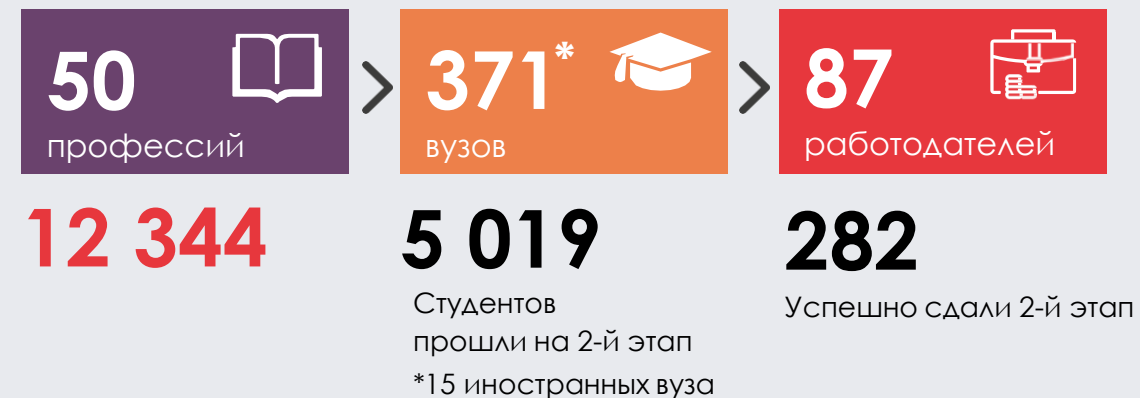 50
профессий
371*
вузов
87
работодателей
12 344
5 019
Студентов
прошли на 2-й этап
*15 иностранных вуза
282
Успешно сдали 2-й этап